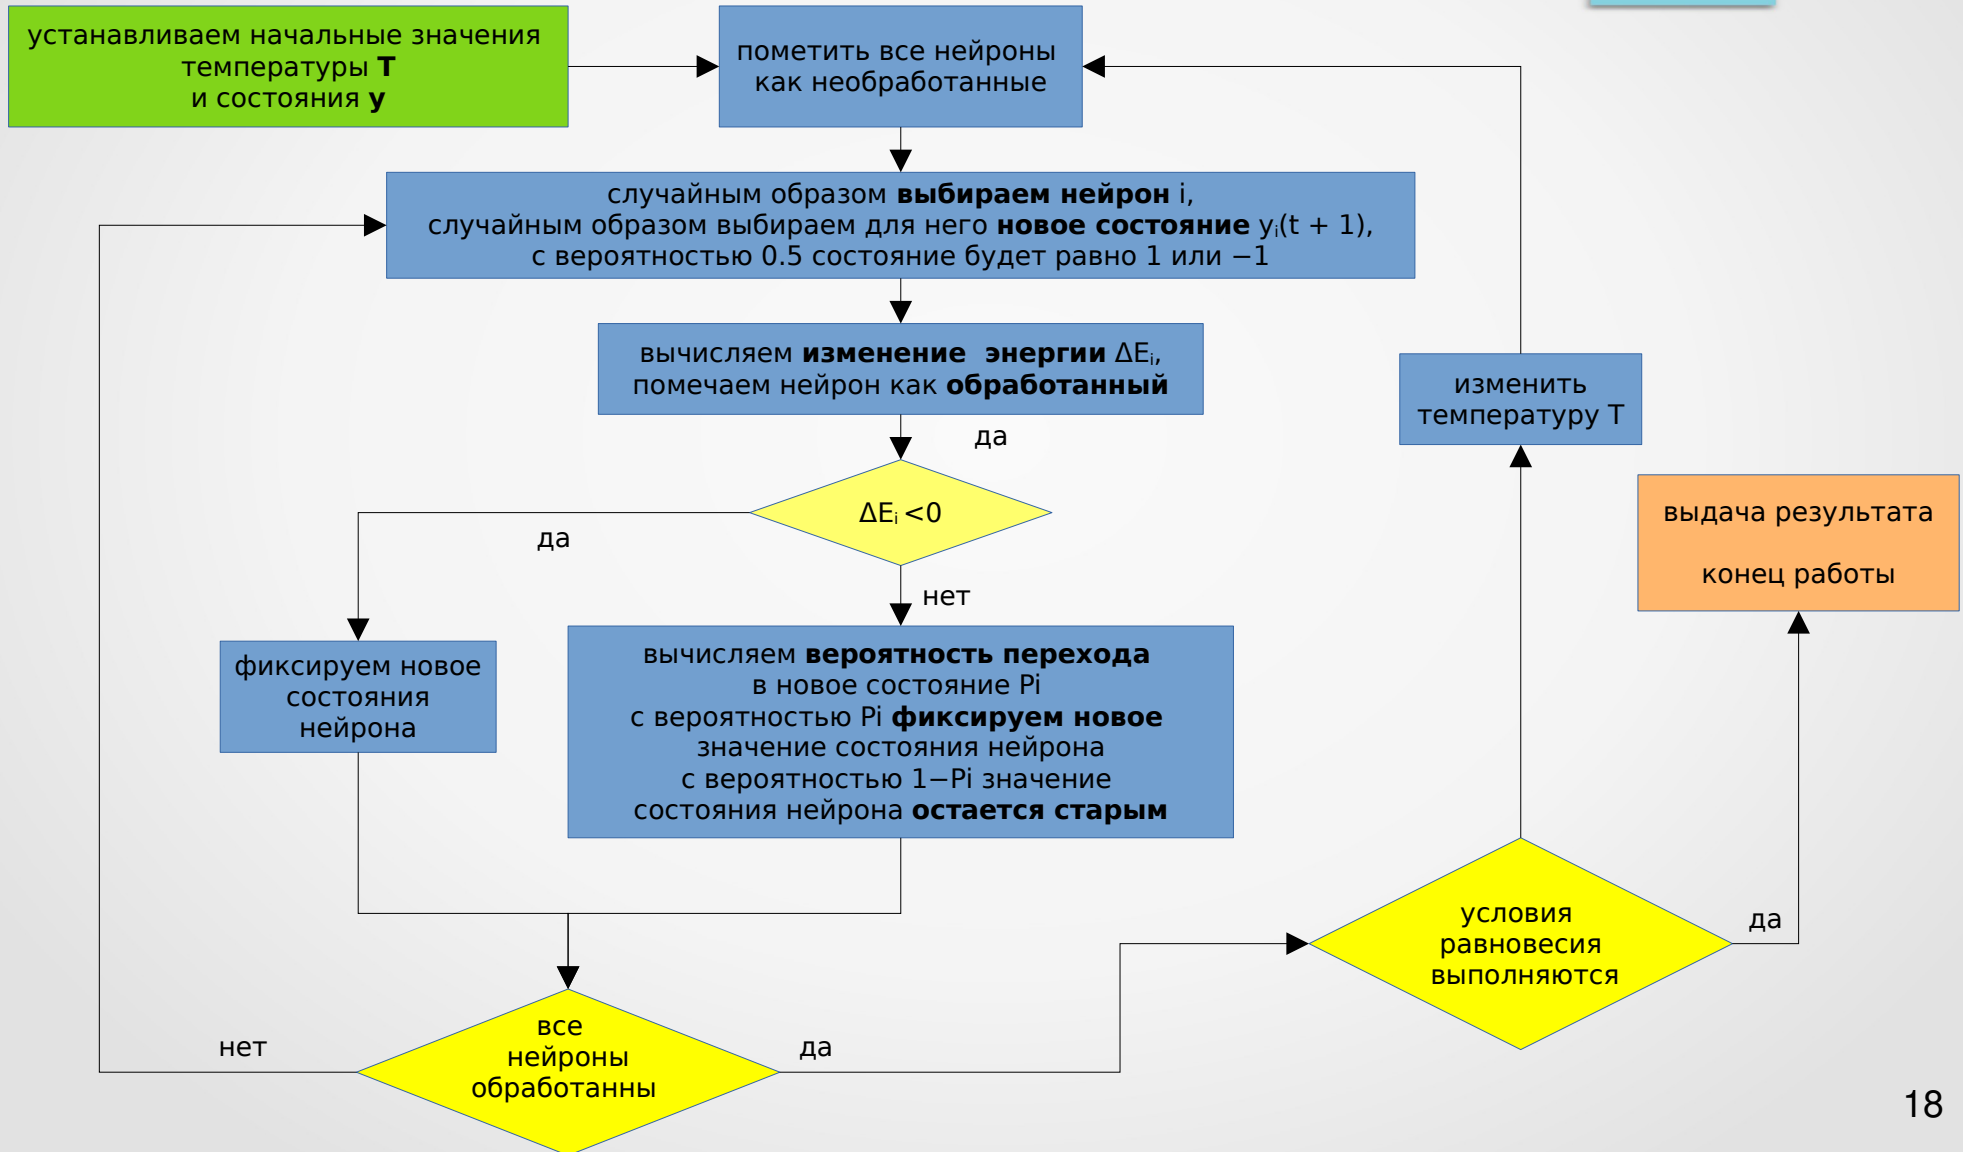 устанавливаем начальные значения
температуры T
и состояния y
пометить все нейроны
как необработанные
случайным образом выбираем нейрон i,
случайным образом выбираем для него новое состояние yᵢ(t + 1),
с вероятностью 0.5 состояние будет равно 1 или −1
вычисляем изменение  энергии ΔEᵢ,
помечаем нейрон как обработанный
да
изменить
температуру T
ΔEᵢ <0
да
нет
выдача результата
конец работы
фиксируем новое
состояния
нейрона
вычисляем вероятность перехода
в новое состояние Pi
с вероятностью Pi фиксируем новое
значение состояния нейрона
с вероятностью 1−Pi значение
состояния нейрона остается старым
условия
равновесия
выполняются
да
все
нейроны
обработанны
нет
да
18